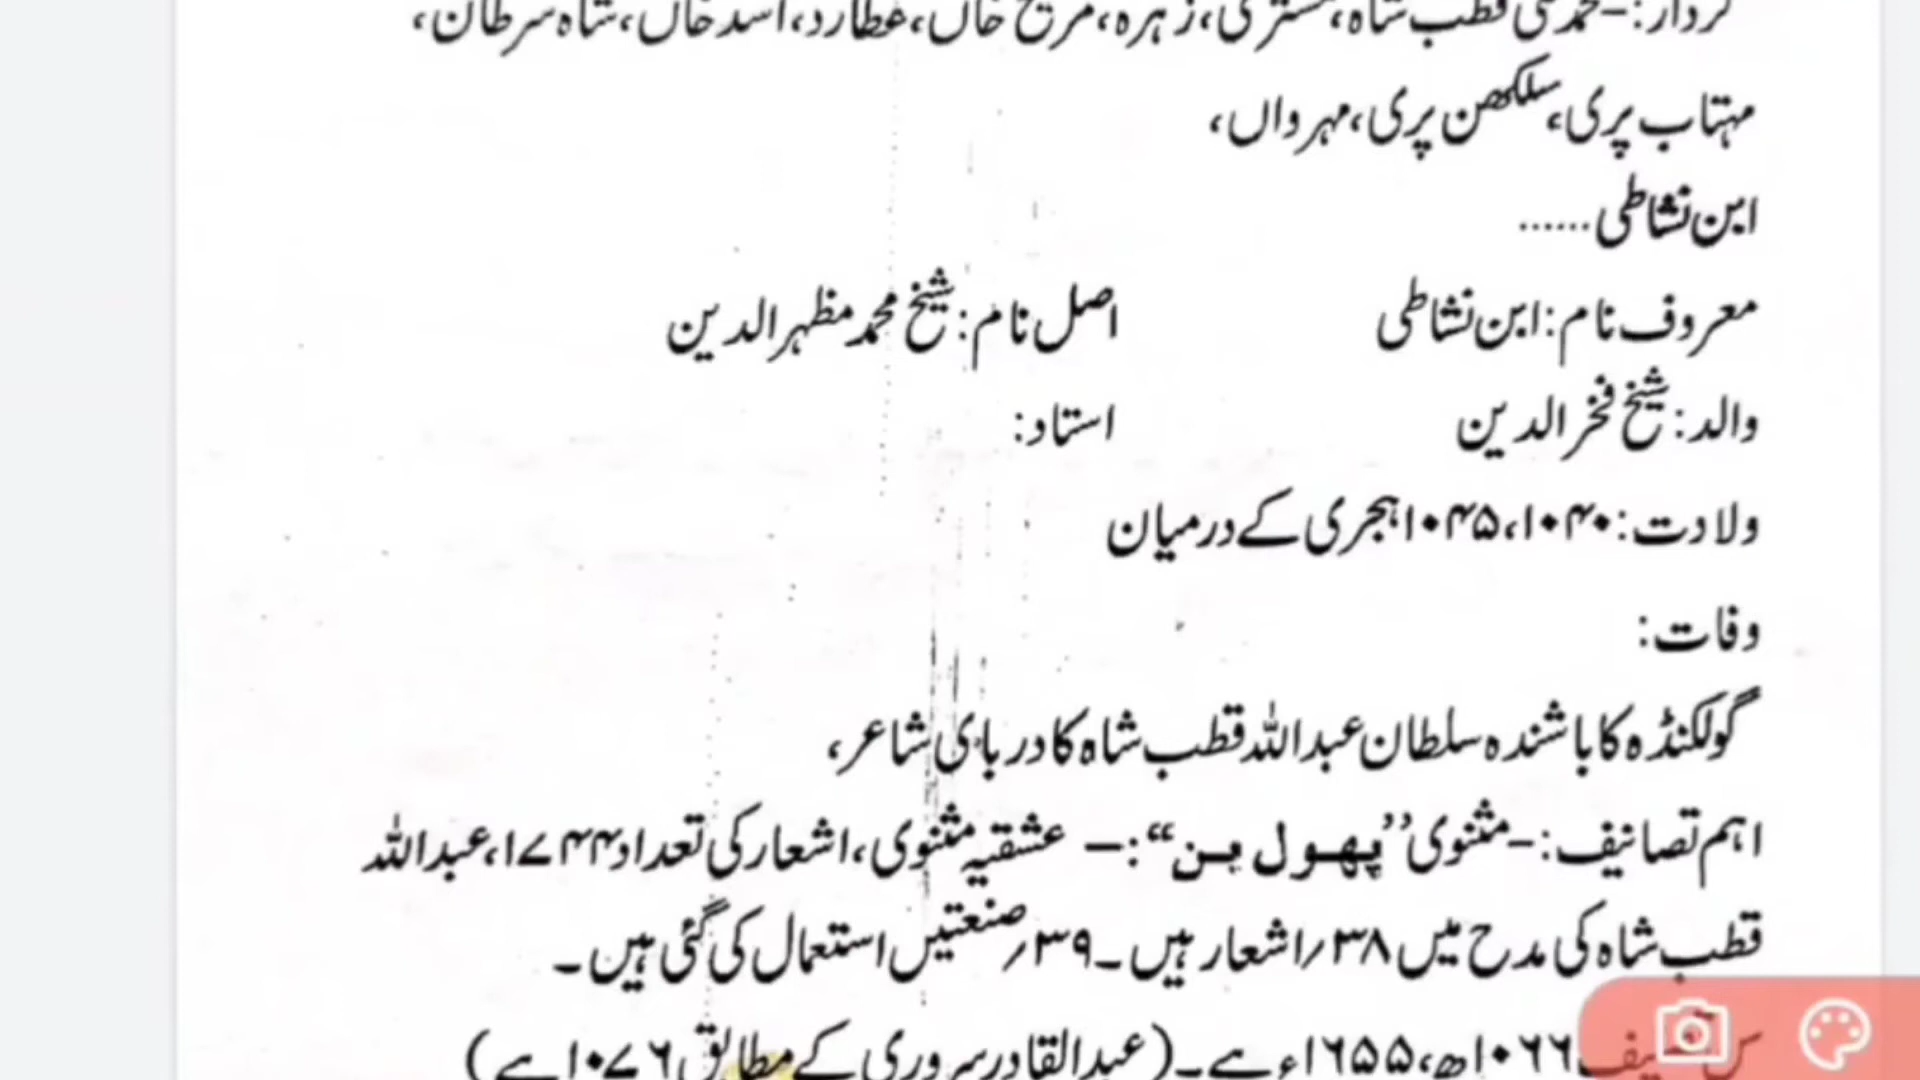 کردار:- محمد قلی قطب شاہ، مشتری، زہرہ، مریخ خاں، عطارد، اسد خاں، شاہ سرطان،
مہتاب پری، سلکھن پری، مہر واں،
ابن نشاطی ......
معروف نام: ابن نشاطی اصل نام: شیخ محمد مظہر الدین
والد: شیخ فخر الدین استاد:
ولادت: ۱۰۴۰، ۱۰۴۵ ہجری کے درمیان
وفات:
گولکنڈہ کا باشندہ سلطان عبداللہ قطب شاہ کا درباری شاعر،
اہم تصانیف:- مثنوی ”پھول بن“:- عشقیہ مثنوی، اشعار کی تعداد ۱۷۴۴، عبداللہ
قطب شاہ کی مدح میں ۳۸؍ اشعار ہیں۔ ۳۹؍ صنعتیں استعمال کی گئی ہیں۔
۱۰۶۶ھ، ۱۶۵۵ء ہے۔ (عبدالقادر سروری کے مطابق ۱۰۷۶ ہے)